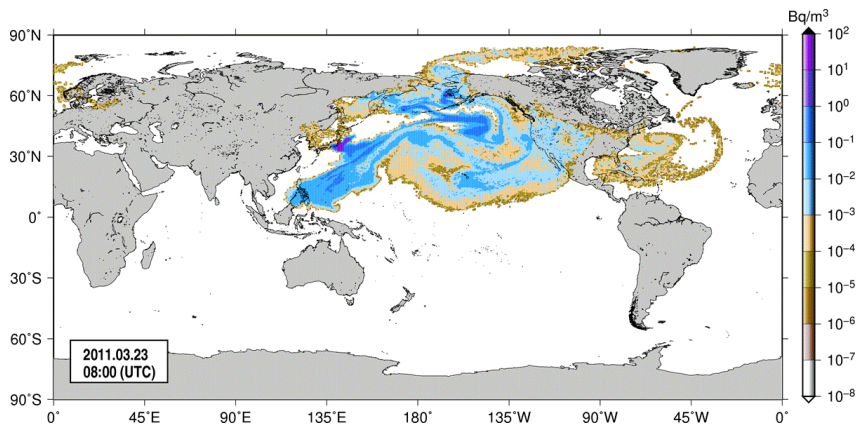 Bq/m³
90˚N
60˚N
30˚N
0˚
30˚S
60˚S
90˚S
10²
10¹
10⁰
10⁻¹
10⁻²
10⁻³
10⁻⁴
10⁻⁵
10⁻⁶
10⁻⁷
10⁻⁸
2011.03.23
08:00 (UTC)
0˚ 45˚E 90˚E 135˚E 180˚ 135˚W 90˚W 45˚W 0˚